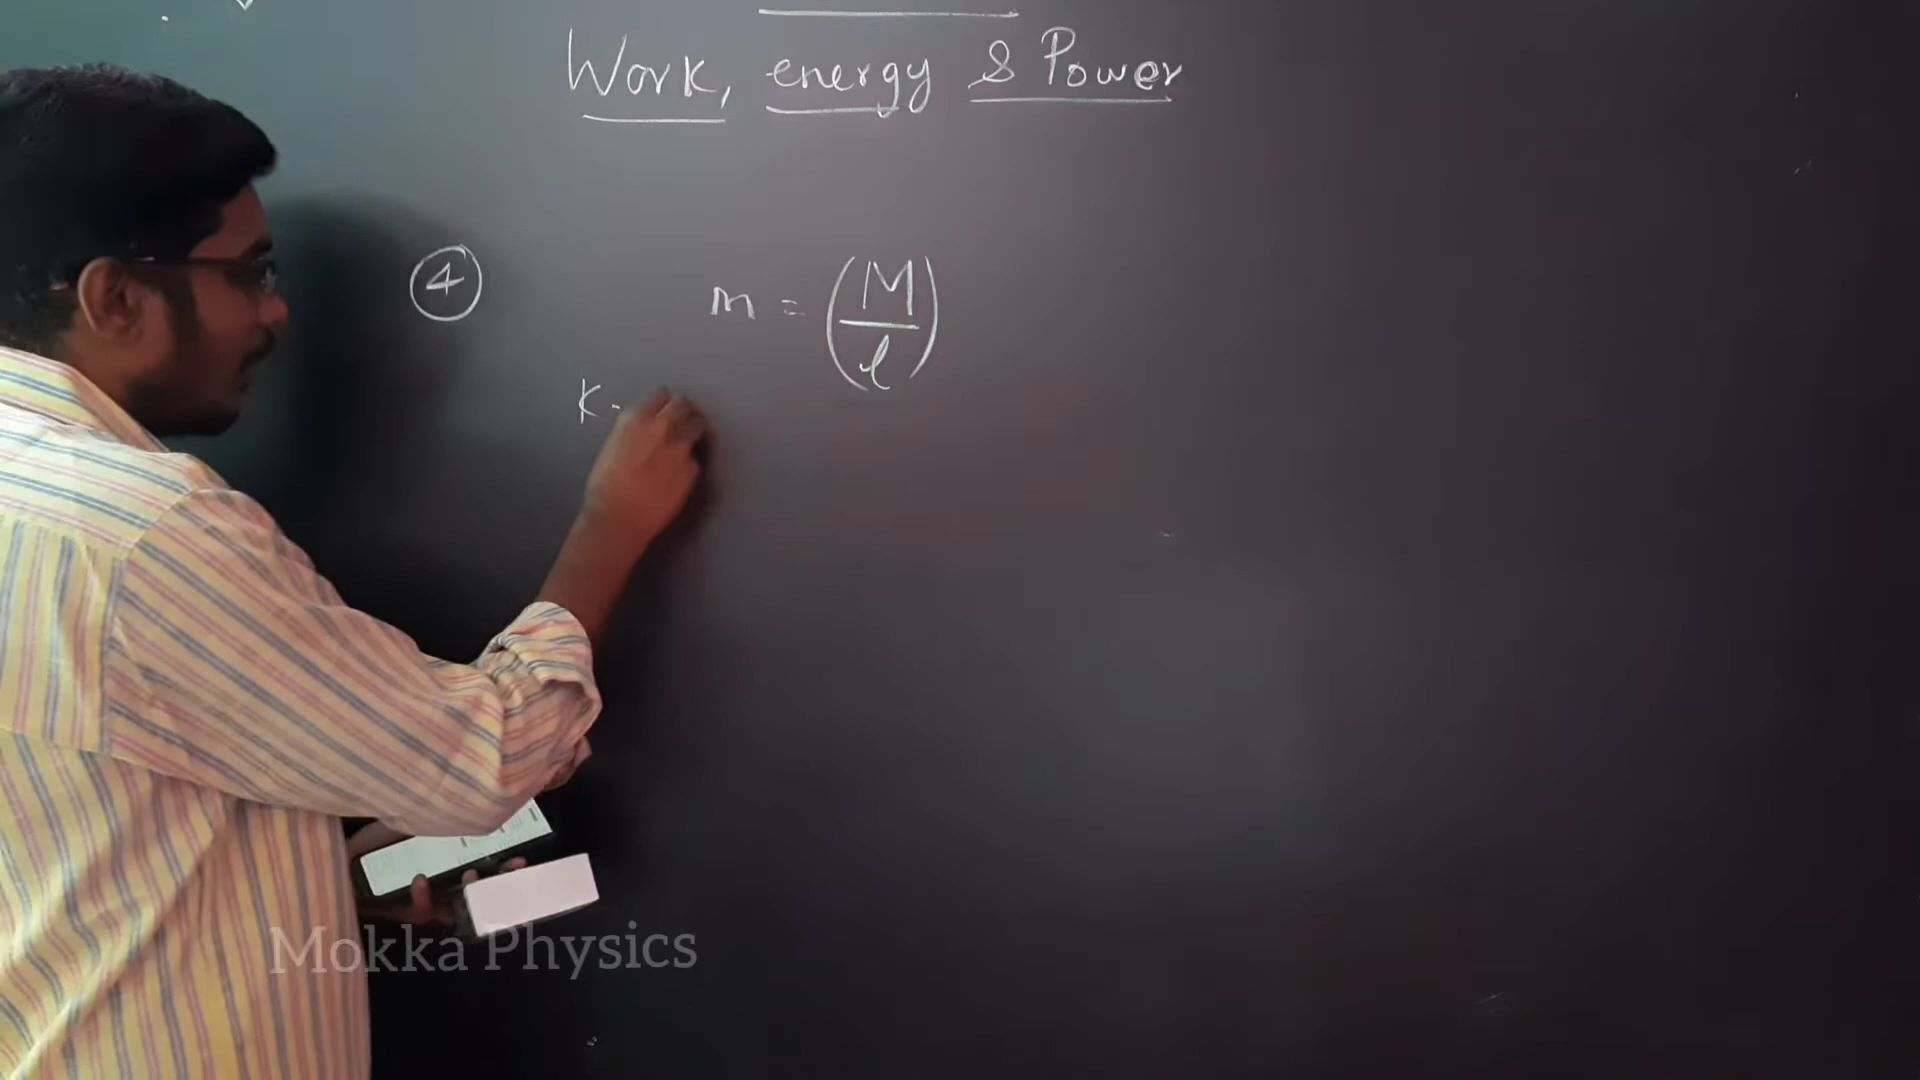 Work, energy & Power
4
m = (M/l)
K -
Mokka Physics